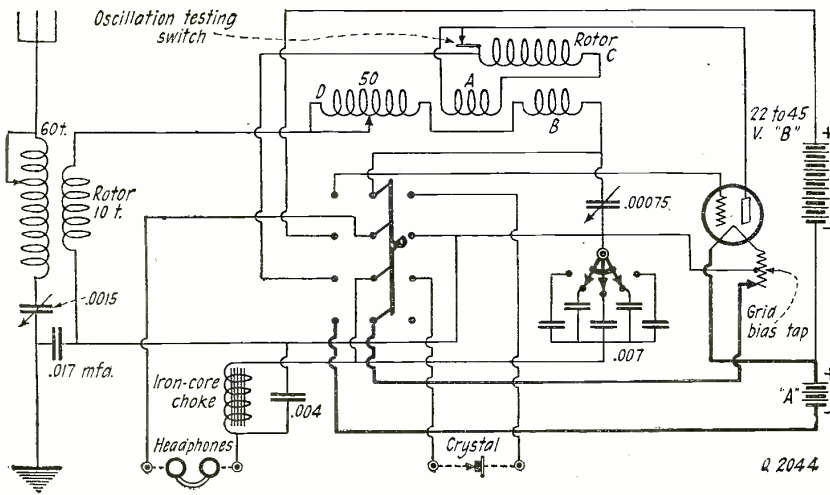 Oscillation testing
switch
Rotor
C
D
50
A
B
60t.
Rotor
10 t.
22 to 45
V. "B"
+
-
.00075
.0015
.017 mfd.
Iron-core
choke
.004
.007
Grid
bias tap
+
"A"
-
Headphones
Crystal
Q 2044